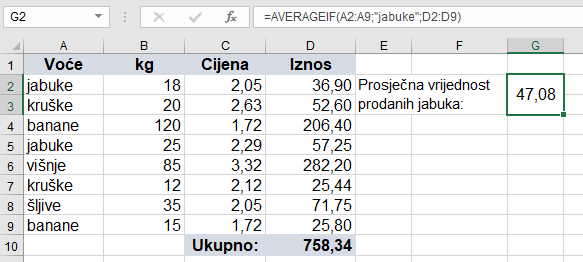 G2 fx =AVERAGEIF(A2:A9;"jabuke";D2:D9)
A B C D E F G
1 Voće kg Cijena Iznos
2 jabuke 18 2,05 36,90 Prosječna vrijednost 47,08
3 kruške 20 2,63 52,60 prodanih jabuka:
4 banane 120 1,72 206,40
5 jabuke 25 2,29 57,25
6 višnje 85 3,32 282,20
7 kruške 12 2,12 25,44
8 šljive 35 2,05 71,75
9 banane 15 1,72 25,80
10 Ukupno: 758,34